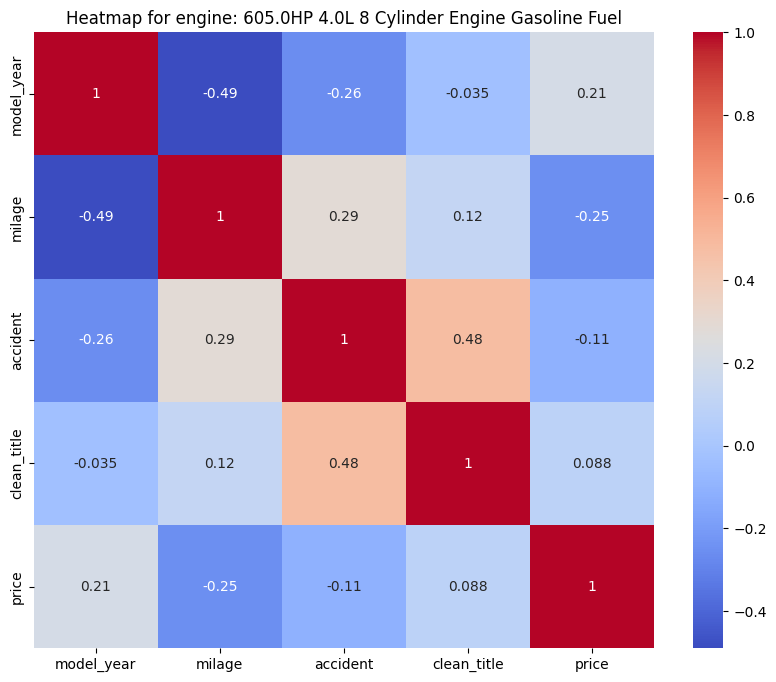 Heatmap for engine: 605.0HP 4.0L 8 Cylinder Engine Gasoline Fuel
model_year 1 -0.49 -0.26 -0.035 0.21
milage -0.49 1 0.29 0.12 -0.25
accident -0.26 0.29 1 0.48 -0.11
clean_title -0.035 0.12 0.48 1 0.088
price 0.21 -0.25 -0.11 0.088 1
model_year milage accident clean_title price
1.0
0.8
0.6
0.4
0.2
0.0
−0.2
−0.4